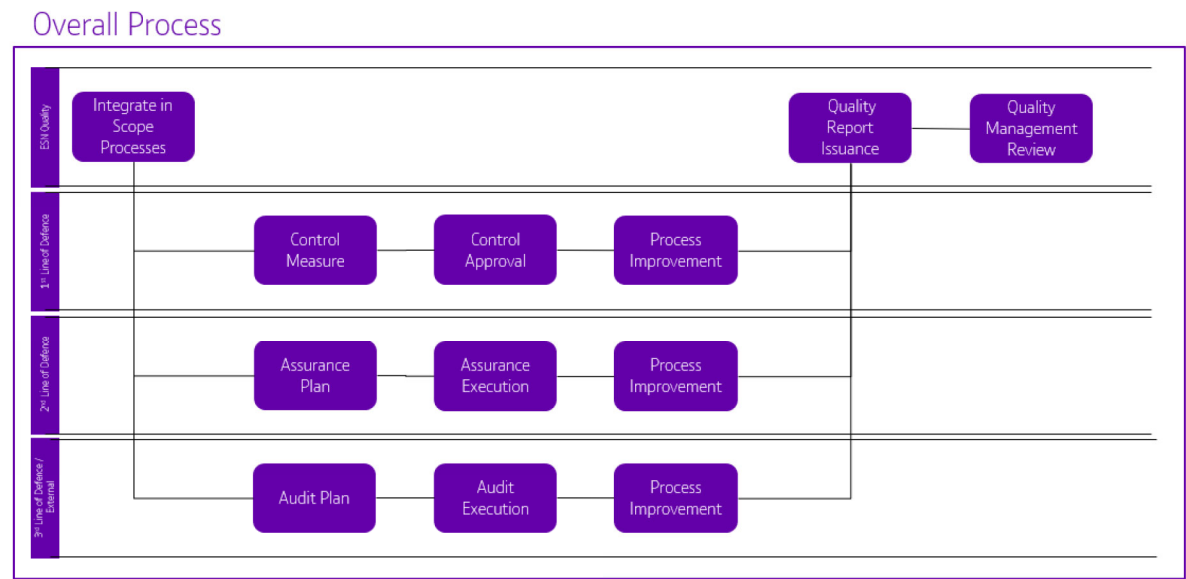 Overall Process
ESN Quality
Integrate in
Scope
Processes
Quality
Report
Issuance
Quality
Management
Review
1st Line of Defence
Control
Measure
Control
Approval
Process
Improvement
2nd Line of Defence
Assurance
Plan
Assurance
Execution
Process
Improvement
3rd Line of Defence /
External
Audit Plan
Audit
Execution
Process
Improvement